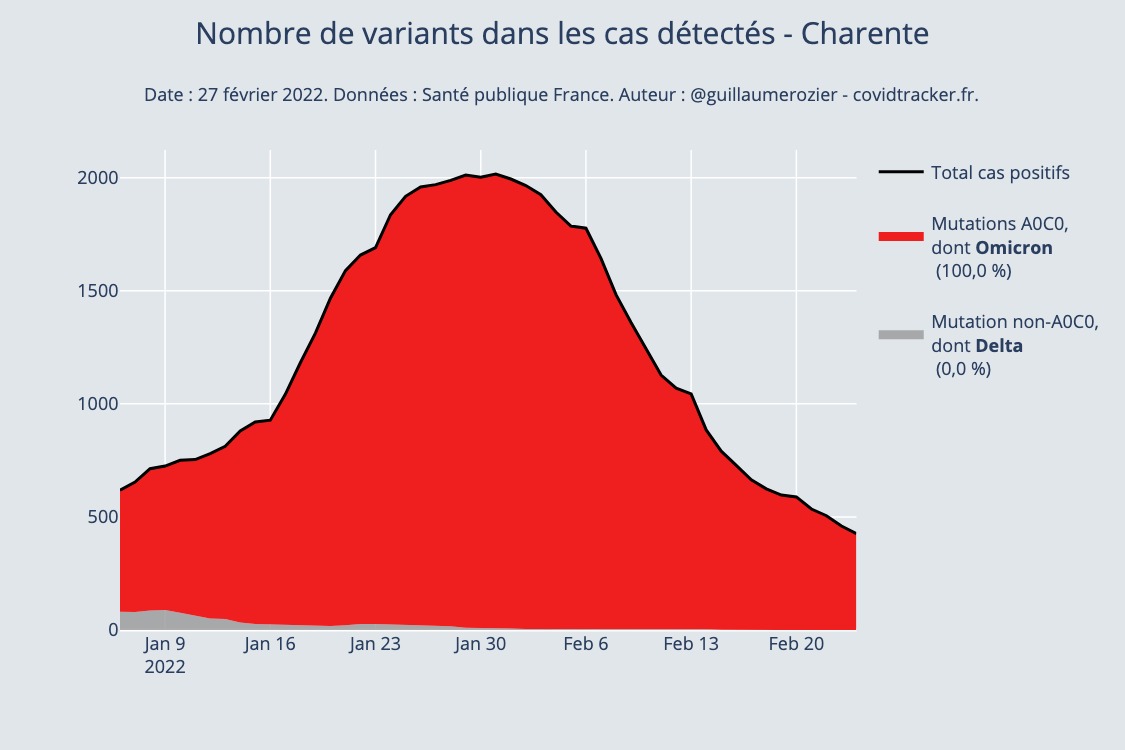 Nombre de variants dans les cas détectés - Charente
Date : 27 février 2022. Données : Santé publique France. Auteur : @guillaumerozier - covidtracker.fr.
2000
1500
1000
500
0
Jan 9
2022
Jan 16
Jan 23
Jan 30
Feb 6
Feb 13
Feb 20
Total cas positifs
Mutations A0C0,
dont Omicron
(100,0 %)
Mutation non-A0C0,
dont Delta
(0,0 %)